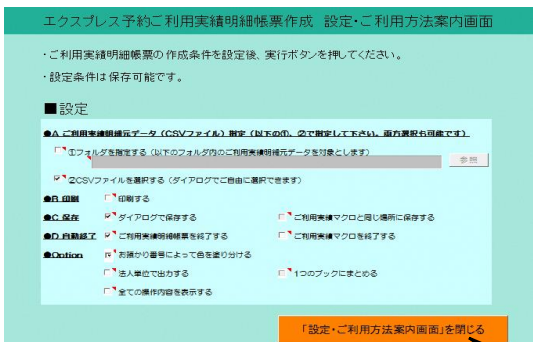 エクスプレス予約ご利用実績明細帳票作成 設定・ご利用方法案内画面
・ご利用実績明細帳票の作成条件を設定後、実行ボタンを押してください。
・設定条件は保存可能です。
■設定
●A ご利用実績明細元データ（CSVファイル）指定（以下の①、②で指定して下さい。両方選択も可能です）
①フォルダを指定する（以下のフォルダ内のご利用実績明細元データを対象とします）
参照
②CSVファイルを選択する（ダイアログでご自由に選択できます）
●B 印刷 印刷する
●C 保存 ダイアログで保存する ご利用実績マクロと同じ場所に保存する
●D 自動終了 ご利用実績明細帳票を終了する ご利用実績マクロを終了する
●Option お預かり番号によって色を塗り分ける
法人単位で出力する 1つのブックにまとめる
全ての操作内容を表示する
「設定・ご利用方法案内画面」を閉じる